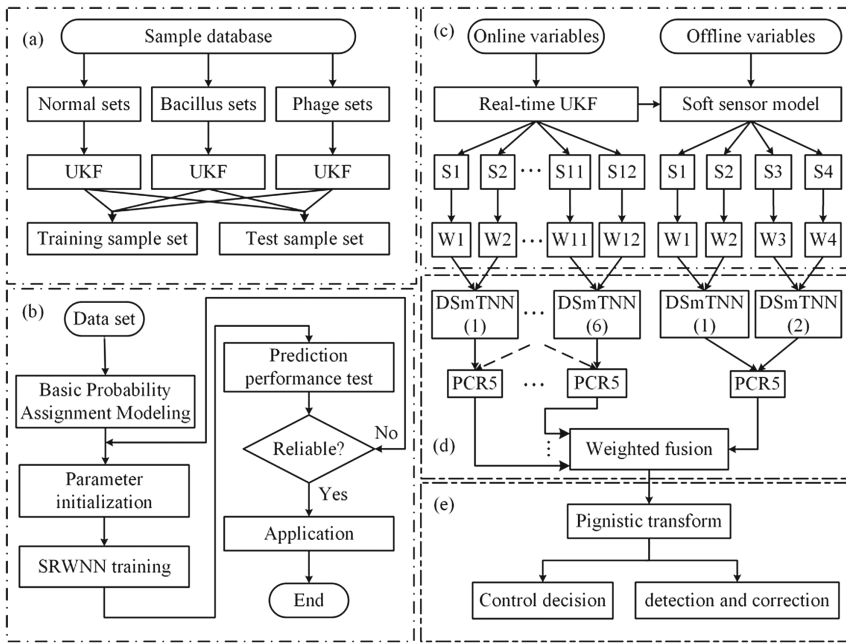 (a)
Sample database
Normal sets
Bacillus sets
Phage sets
UKF
UKF
UKF
Training sample set
Test sample set
(b)
Data set
Basic Probability
Assignment Modeling
Parameter
initialization
SRWNN training
Prediction
performance test
Reliable?
No
Yes
Application
End
(c)
Online variables
Offline variables
Real-time UKF
Soft sensor model
S1
S2
...
S11
S12
S1
S2
S3
S4
W1
W2
...
W11
W12
W1
W2
W3
W4
DSmTNN
(1)
...
DSmTNN
(6)
DSmTNN
(1)
DSmTNN
(2)
PCR5
...
PCR5
PCR5
(d)
...
Weighted fusion
(e)
Pignistic transform
Control decision
detection and correction